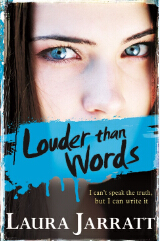 Louder than
Words
I can't speak the truth,
but I can write it
LAURA JARRATT